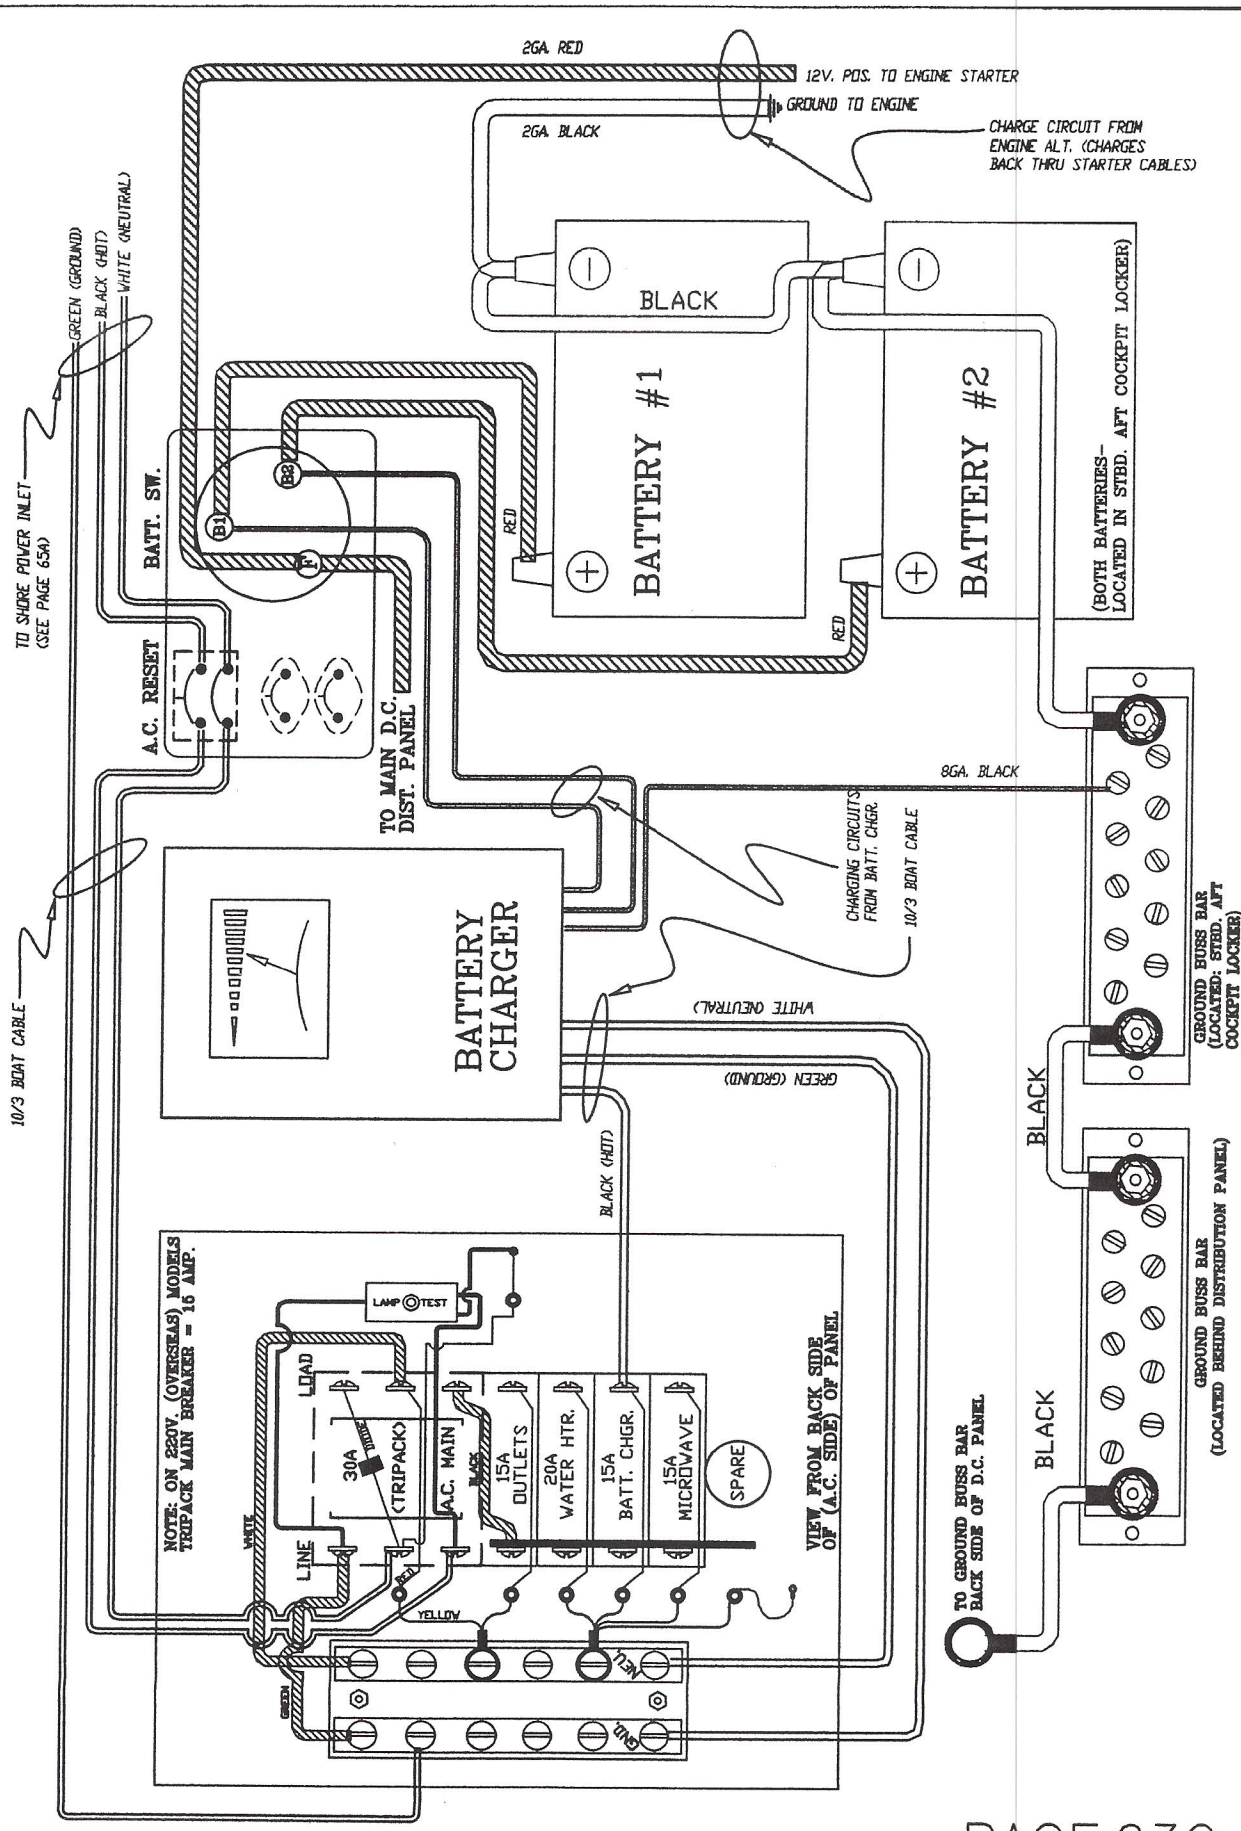 2GA. RED
12V. POS. TO ENGINE STARTER
GROUND TO ENGINE
2GA. BLACK
CHARGE CIRCUIT FROM
ENGINE ALT. (CHARGES
BACK THRU STARTER CABLES)
GREEN (GROUND)
BLACK (HOT)
WHITE (NEUTRAL)
TO SHORE POWER INLET
(SEE PAGE 65A)
BATT. SW.
A.C. RESET
B1
B2
F
RED
RED
BLACK
BATTERY #1
BATTERY #2
(BOTH BATTERIES-
LOCATED IN STBD. AFT COCKPIT LOCKER)
TO MAIN D.C.
DIST. PANEL
8GA. BLACK
CHARGING CIRCUITS
FROM BATT. CHGR.
10/3 BOAT CABLE
10/3 BOAT CABLE
BATTERY
CHARGER
WHITE (NEUTRAL)
GREEN (GROUND)
BLACK (HOT)
GROUND BUSS BAR
(LOCATED: STBD. AFT
COCKPIT LOCKER)
BLACK
NOTE: ON 220V. (OVERSEAS) MODELS
TRIPACK MAIN BREAKER = 15 AMP.
LAMP TEST
LOAD
LINE
WHITE
30A
DIODE
(TRIPACK)
A.C. MAIN
BLACK
15A
OUTLETS
20A
WATER HTR.
15A
BATT. CHGR.
15A
MICROWAVE
SPARE
VIEW FROM BACK SIDE
OF (A.C. SIDE) OF PANEL
RED
YELLOW
GREEN
NEU.
GND.
GROUND BUSS BAR
(LOCATED BEHIND DISTRIBUTION PANEL)
BLACK
TO GROUND BUSS BAR
BACK SIDE OF D.C. PANEL